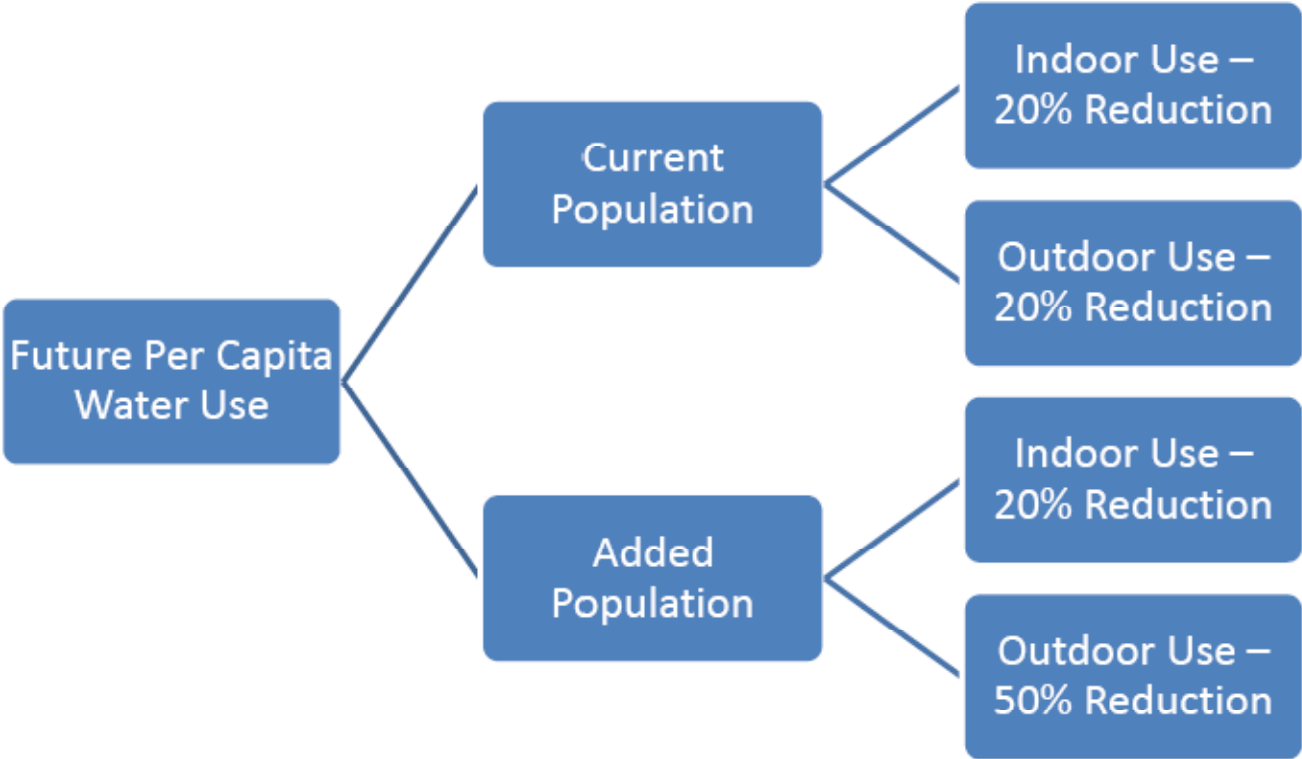 Future Per Capita
Water Use
Current
Population
Indoor Use –
20% Reduction
Outdoor Use –
20% Reduction
Added
Population
Indoor Use –
20% Reduction
Outdoor Use –
50% Reduction